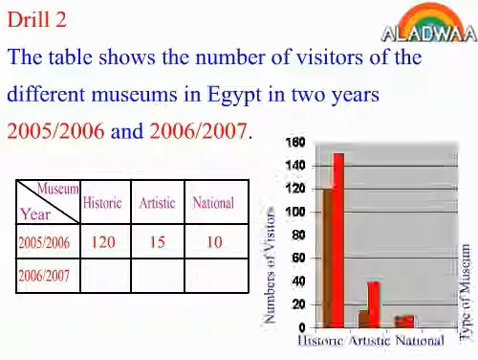 Drill 2
ALADWAA
The table shows the number of visitors of the
different museums in Egypt in two years
2005/2006 and 2006/2007.
Museum Historic Artistic National
Year
2005/2006 120 15 10
2006/2007
160
140
120
100
80
60
40
20
0
Numbers of Visitors
Historic Artistic National
Type of Museum